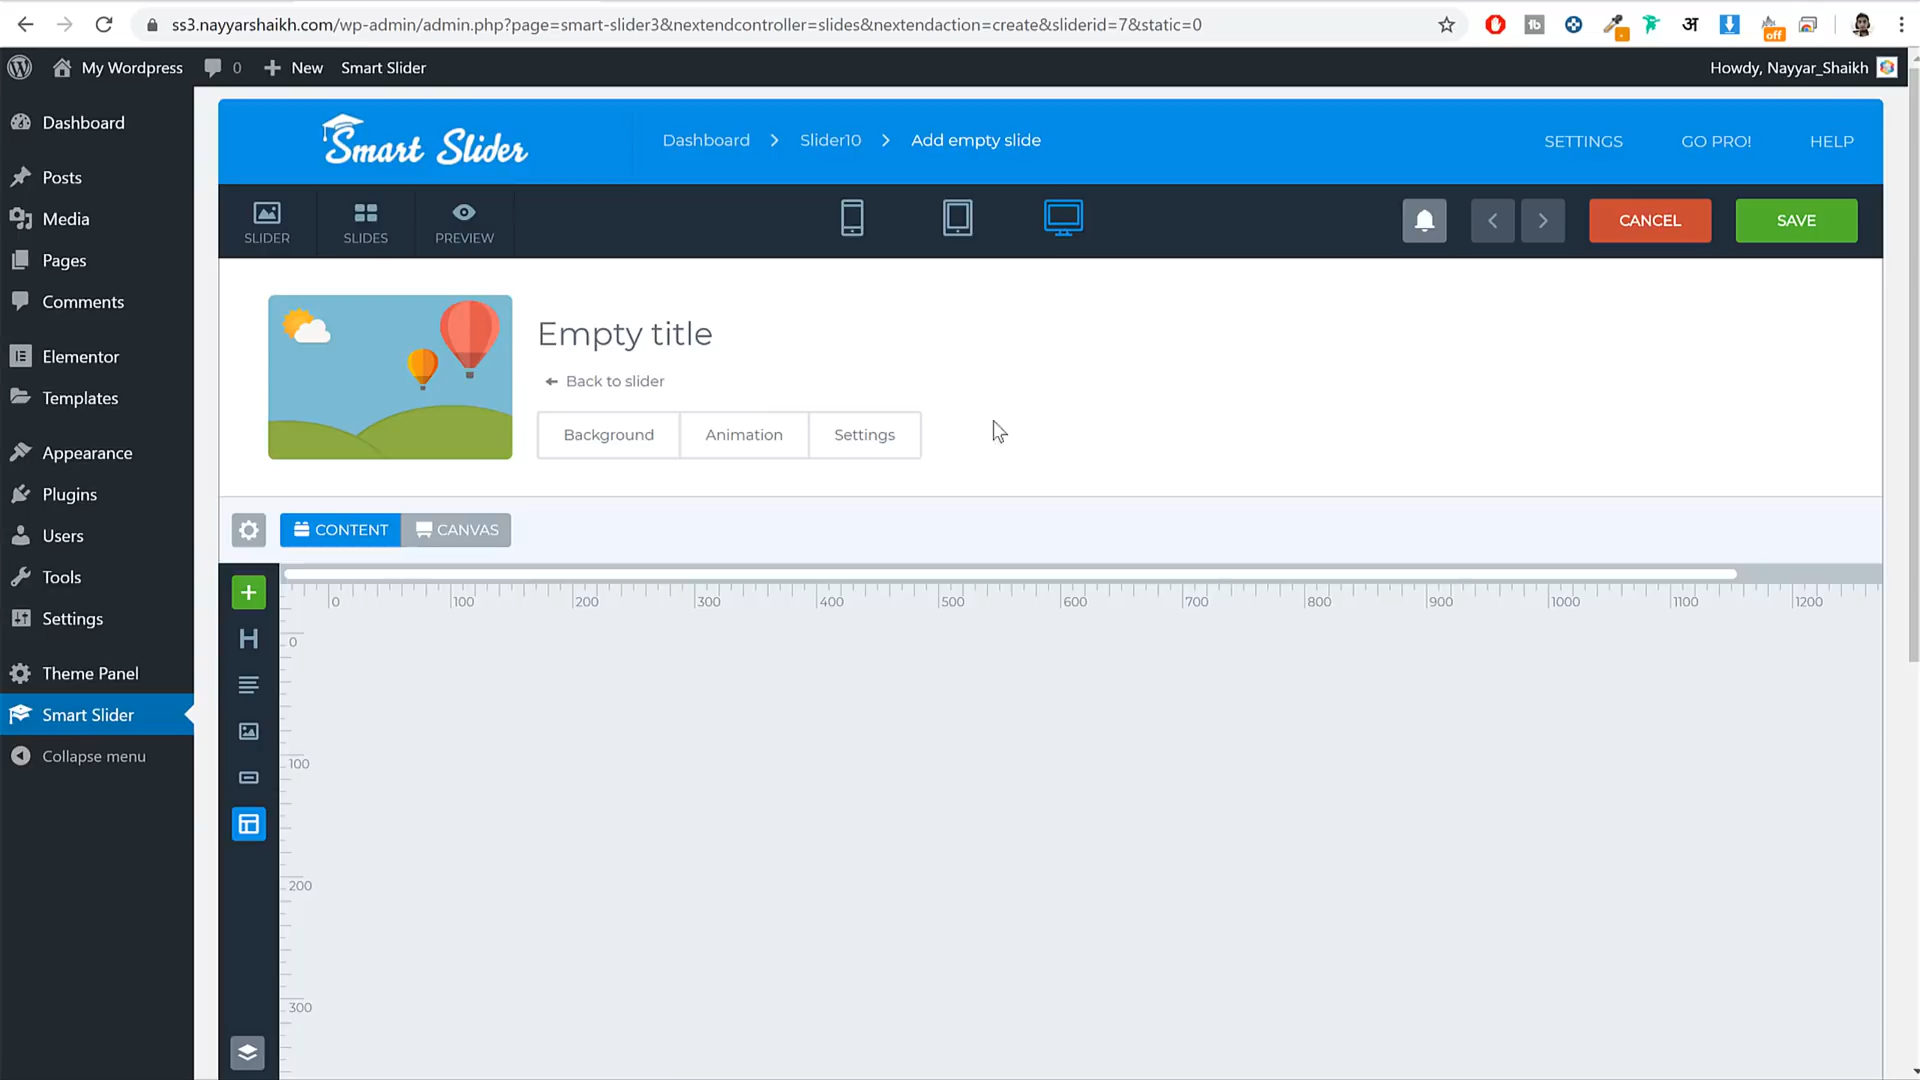 ss3.nayyarshaikh.com/wp-admin/admin.php?page=smart-slider3&nextendcontroller=slides&nextendaction=create&sliderid=7&static=0
tb
अ
off
My Wordpress
0
New
Smart Slider
Howdy, Nayyar_Shaikh
Dashboard
Posts
Media
Pages
Comments
Elementor
Templates
Appearance
Plugins
Users
Tools
Settings
Theme Panel
Smart Slider
Collapse menu
Smart Slider
Dashboard
Slider10
Add empty slide
SETTINGS
GO PRO!
HELP
SLIDER
SLIDES
PREVIEW
CANCEL
SAVE
Empty title
Back to slider
Background
Animation
Settings
CONTENT
CANVAS
H
0
100
200
300
400
500
600
700
800
900
1000
1100
1200
0
100
200
300